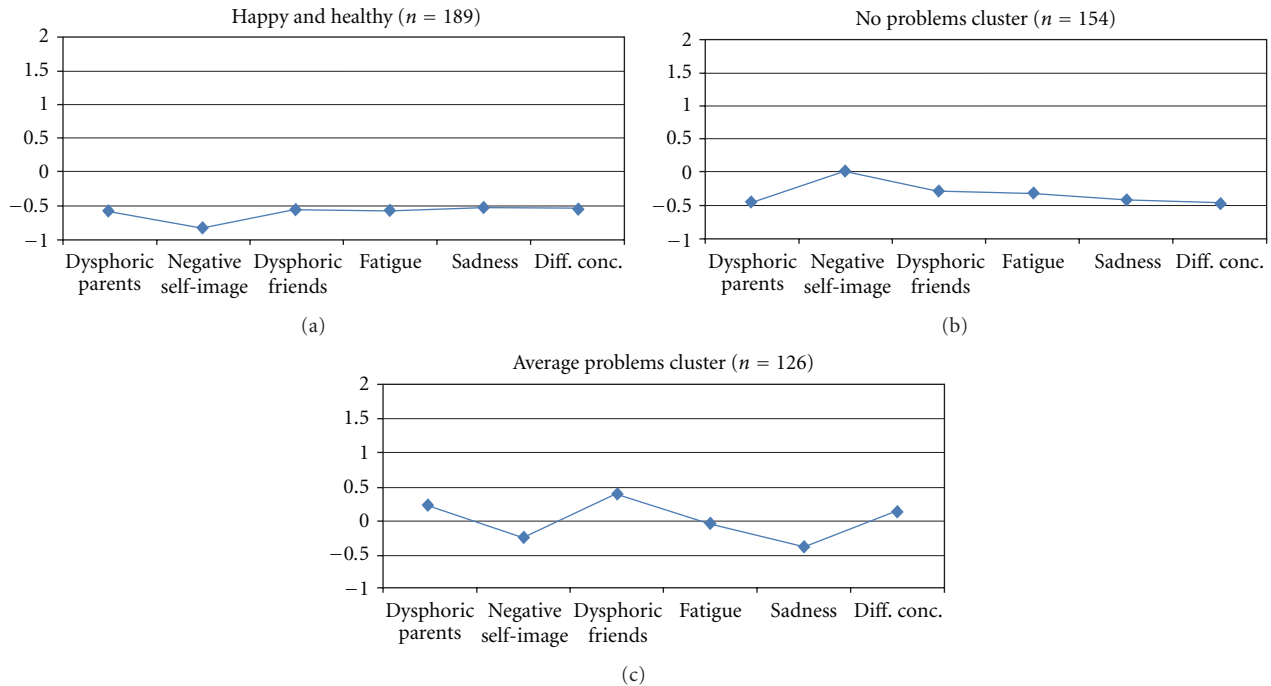 Happy and healthy (n = 189)
2
1.5
1
0.5
0
−0.5
−1
Dysphoric parents
Negative self-image
Dysphoric friends
Fatigue
Sadness
Diff. conc.
(a)
No problems cluster (n = 154)
2
1.5
1
0.5
0
−0.5
−1
Dysphoric parents
Negative self-image
Dysphoric friends
Fatigue
Sadness
Diff. conc.
(b)
Average problems cluster (n = 126)
2
1.5
1
0.5
0
−0.5
−1
Dysphoric parents
Negative self-image
Dysphoric friends
Fatigue
Sadness
Diff. conc.
(c)